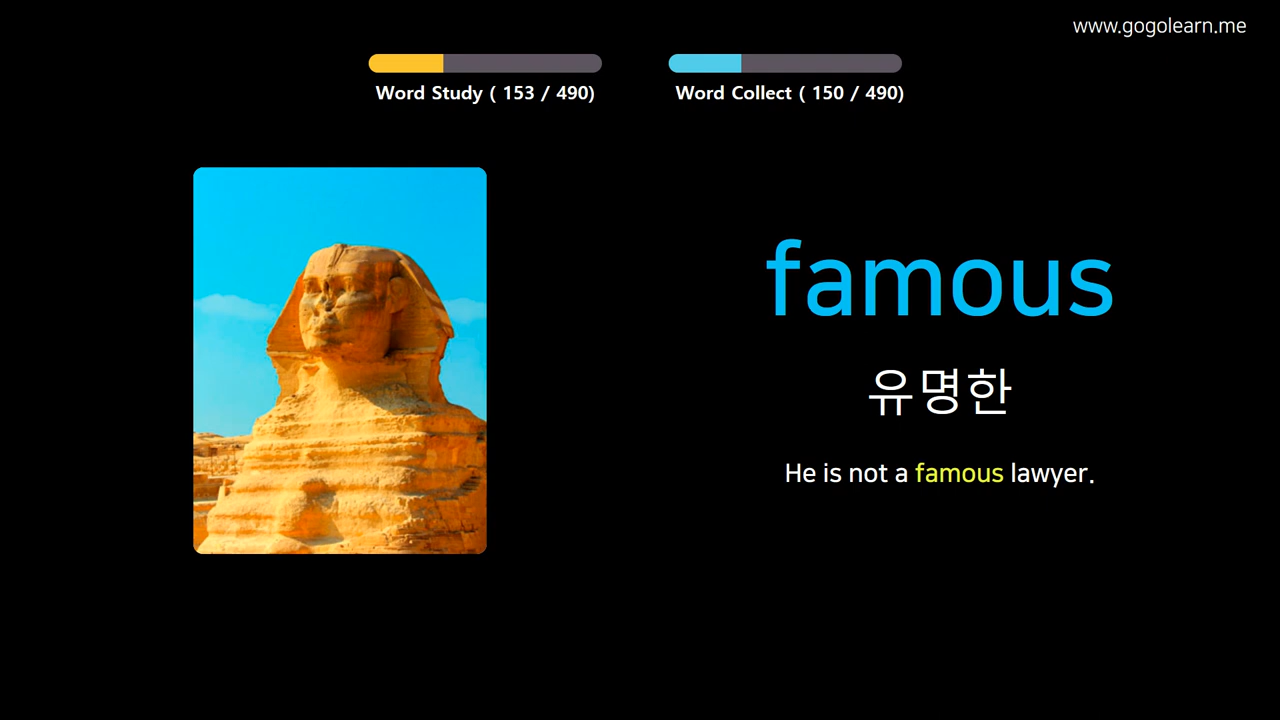 www.gogolearn.me
Word Study ( 153 / 490)
Word Collect ( 150 / 490)
famous
유명한
He is not a famous lawyer.